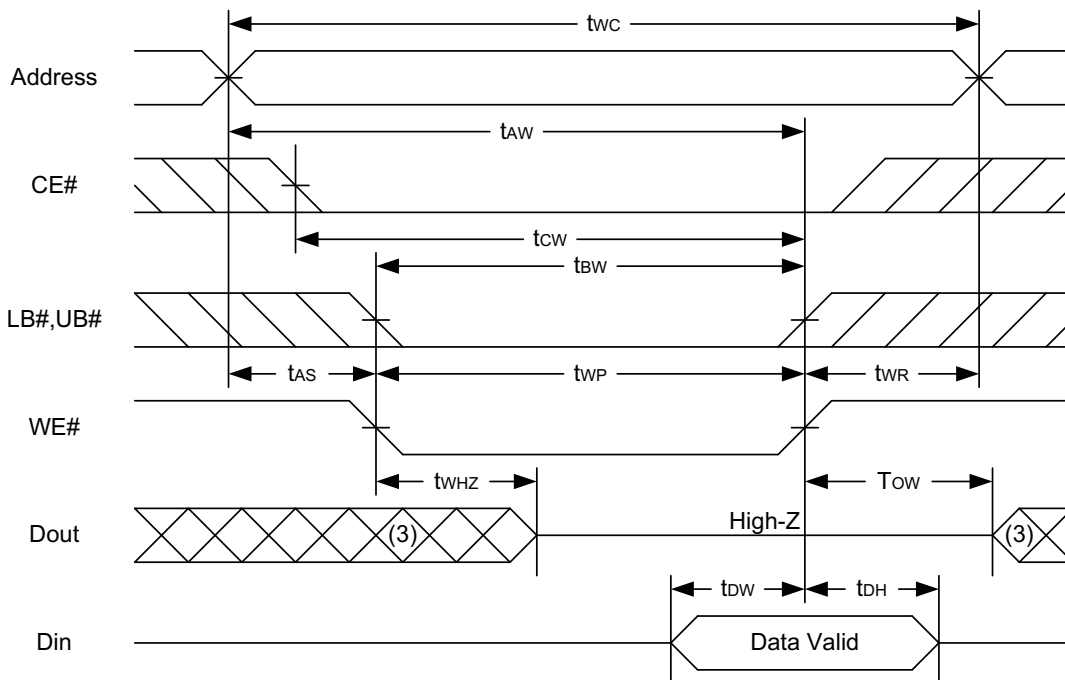 tWC
Address
tAW
CE#
tCW
tBW
LB#,UB#
tAS
tWP
tWR
WE#
tWHZ
TOW
Dout
(3)
High-Z
(3)
tDW
tDH
Din
Data Valid